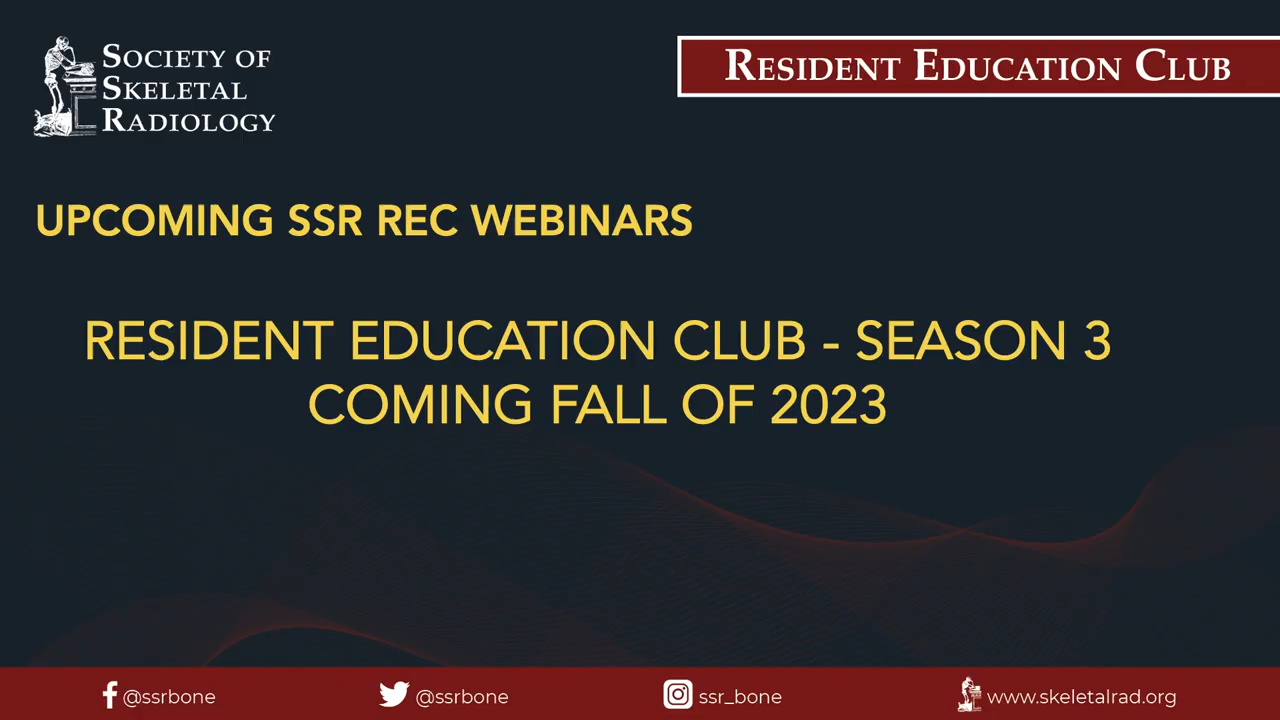 SOCIETY OF
SKELETAL
RADIOLOGY
RESIDENT EDUCATION CLUB
UPCOMING SSR REC WEBINARS
RESIDENT EDUCATION CLUB - SEASON 3
COMING FALL OF 2023
@ssrbone
@ssrbone
ssr_bone
www.skeletalrad.org